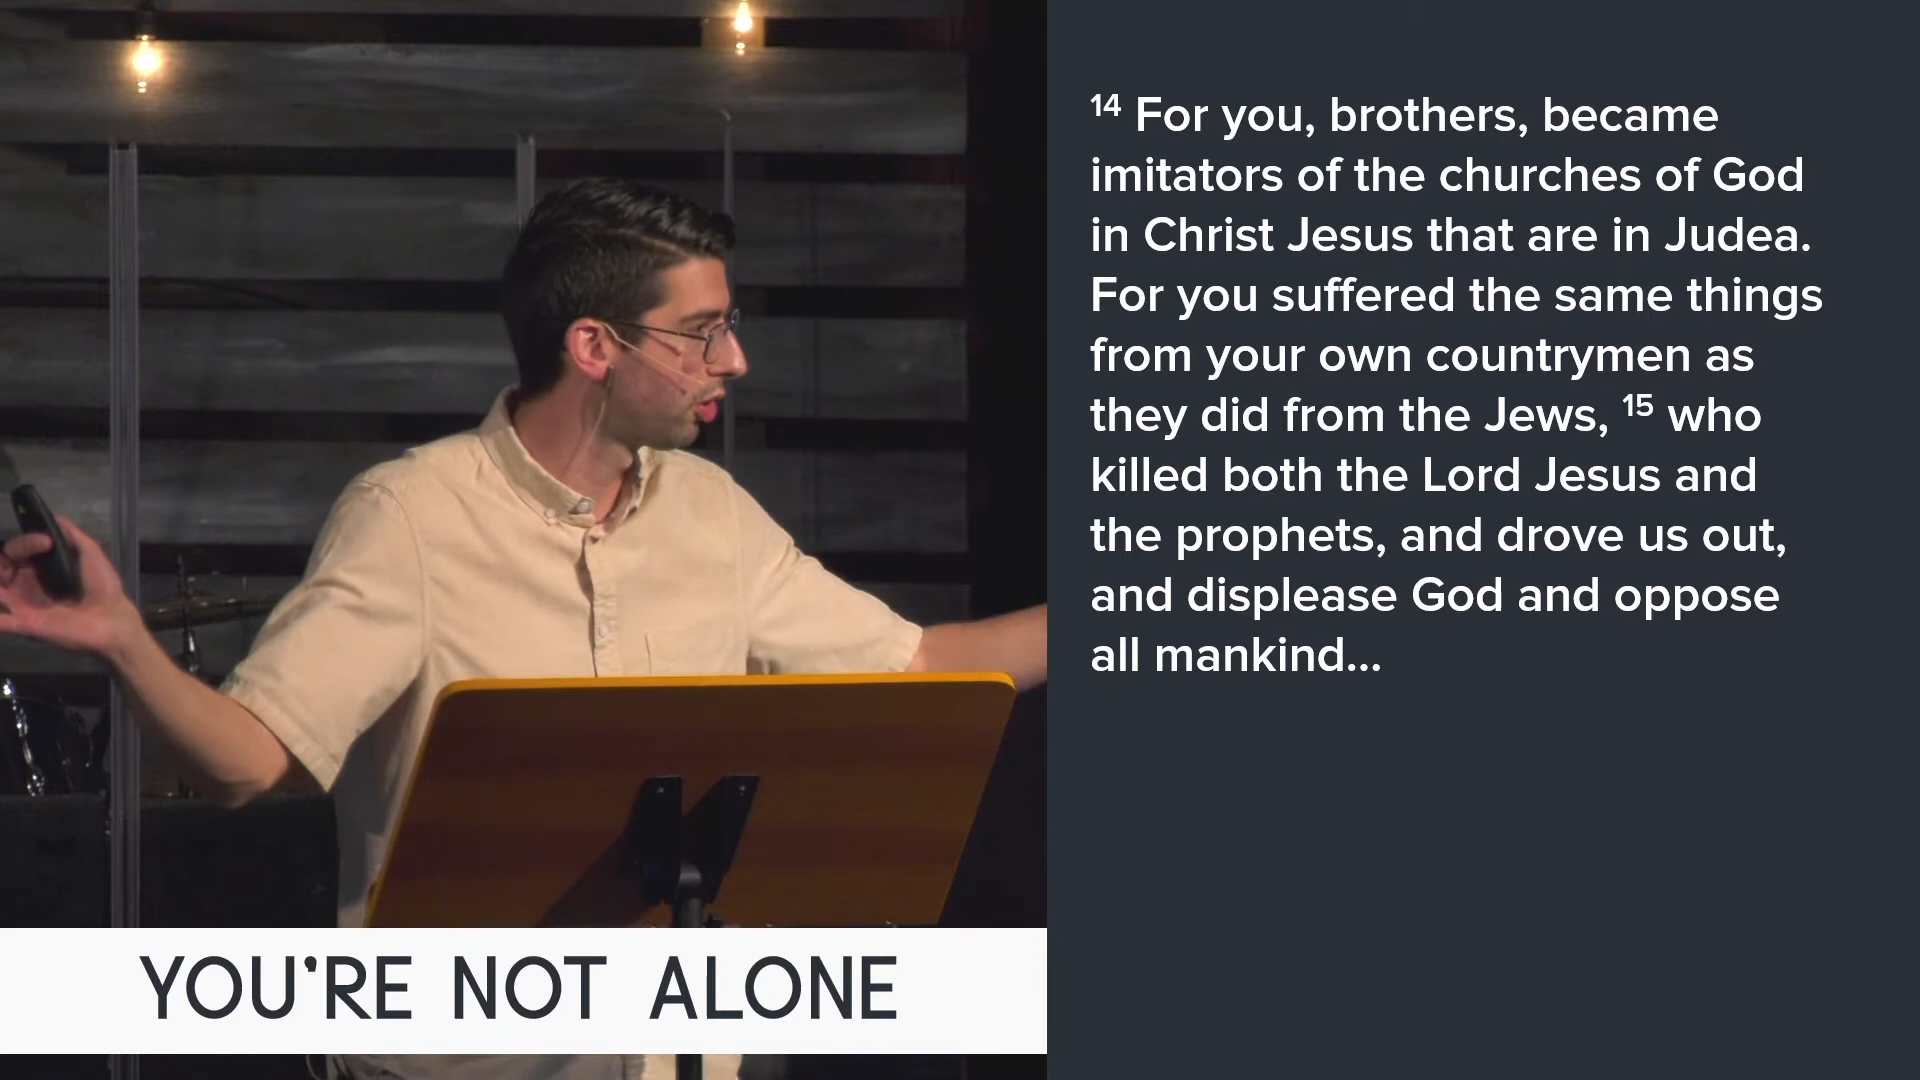 14 For you, brothers, became
imitators of the churches of God
in Christ Jesus that are in Judea.
For you suffered the same things
from your own countrymen as
they did from the Jews, 15 who
killed both the Lord Jesus and
the prophets, and drove us out,
and displease God and oppose
all mankind...
YOU'RE NOT ALONE